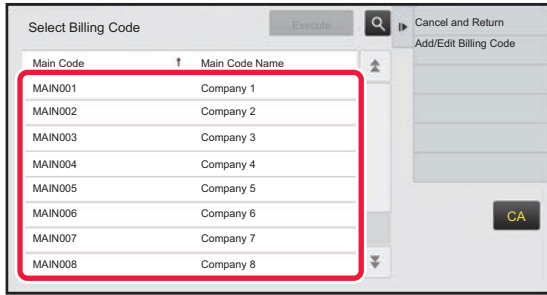 Select Billing Code
Execute
Cancel and Return
Add/Edit Billing Code
Main Code ↑ Main Code Name
MAIN001 Company 1
MAIN002 Company 2
MAIN003 Company 3
MAIN004 Company 4
MAIN005 Company 5
MAIN006 Company 6
MAIN007 Company 7
MAIN008 Company 8
CA